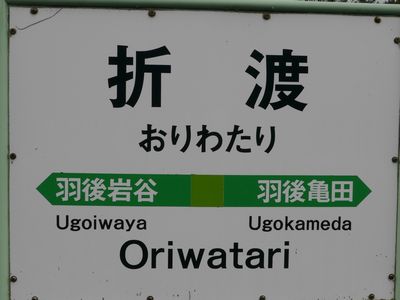 折渡
おりわたり
羽後岩谷 羽後亀田
Ugoiwaya Ugokameda
Oriwatari